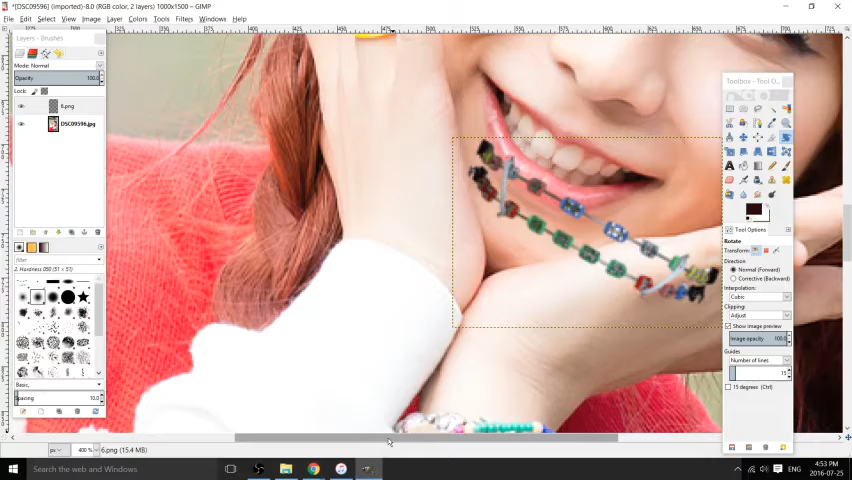 *[DSC09596] (imported)-8.0 (RGB color, 2 layers) 1000x1500 – GIMP
File Edit Select View Image Layer Colors Tools Filters Windows Help
Layers - Brushes
Mode: Normal
Opacity 100.0
Lock:
6.png
DSC09596.jpg
filter
2. Hardness 050 (51 × 51)
Basic,
Spacing 10.0
Toolbox - Tool O...
Tool Options
Rotate
Transform:
Direction
Normal (Forward)
Corrective (Backward)
Interpolation:
Cubic
Clipping:
Adjust
Show image preview
Image opacity 100.0
Guides
Number of lines
15
15 degrees (Ctrl)
px 400 % 6.png (15.4 MB)
Search the web and Windows
ENG
4:53 PM
2016-07-25